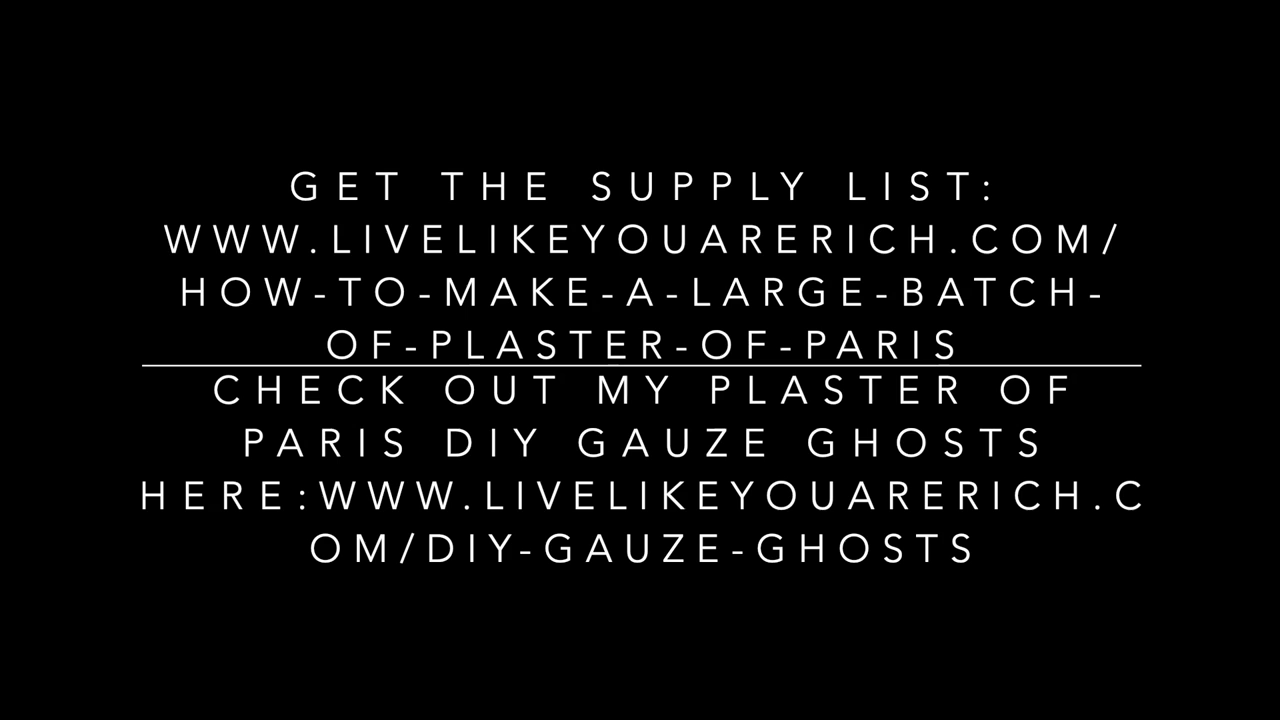 GET THE SUPPLY LIST:
WWW.LIVELIKEYOUARERICH.COM/
HOW-TO-MAKE-A-LARGE-BATCH-
OF-PLASTER-OF-PARIS
CHECK OUT MY PLASTER OF
PARIS DIY GAUZE GHOSTS
HERE:WWW.LIVELIKEYOUARERICH.C
OM/DIY-GAUZE-GHOSTS